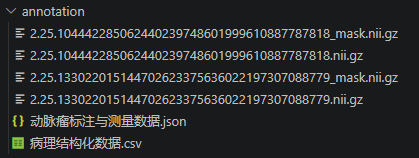 annotation
2.25.104442285062440239748601999610887787818_mask.nii.gz
2.25.104442285062440239748601999610887787818.nii.gz
2.25.133022015144702623375636022197307088779_mask.nii.gz
2.25.133022015144702623375636022197307088779.nii.gz
{} 动脉瘤标注与测量数据.json
病理结构化数据.csv